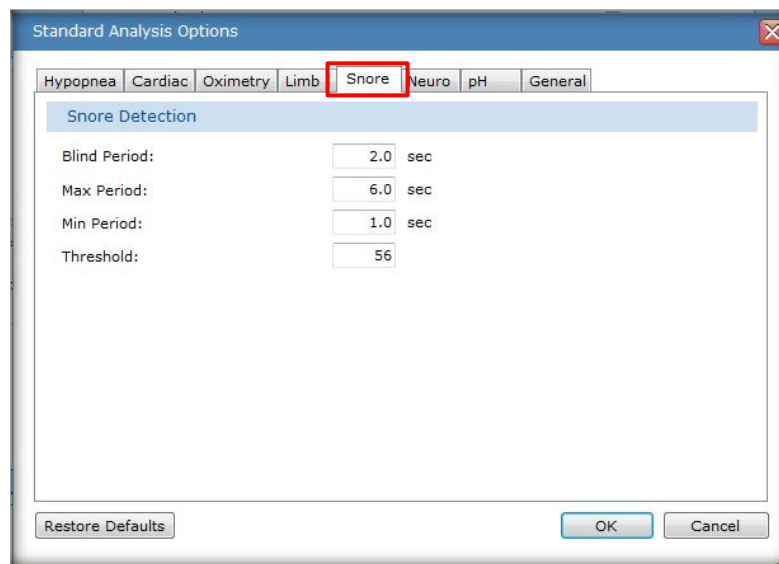 Standard Analysis Options
Hypopnea Cardiac Oximetry Limb Snore Neuro pH General
Snore Detection
Blind Period: 2.0 sec
Max Period: 6.0 sec
Min Period: 1.0 sec
Threshold: 56
Restore Defaults OK Cancel